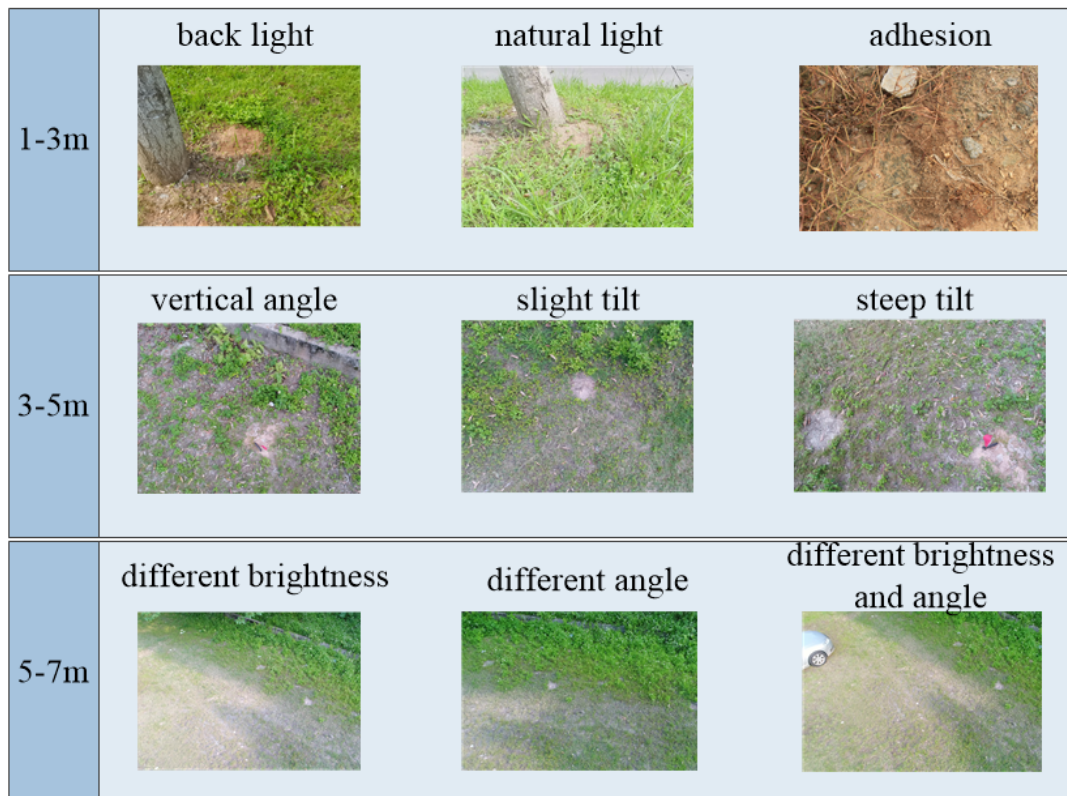 back light
natural light
adhesion
1-3m
vertical angle
slight tilt
steep tilt
3-5m
different brightness
different angle
different brightness
and angle
5-7m